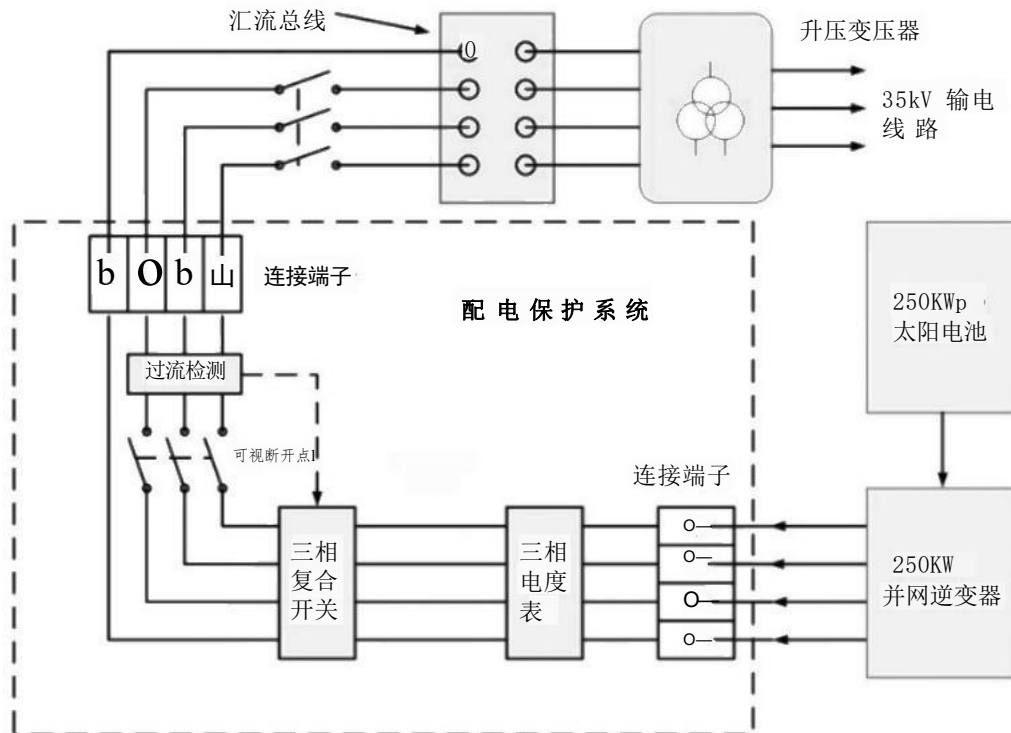 汇流总线
升压变压器
35kV 输电
线 路
b O b 山
连接端子
配 电 保 护 系 统
250KWp
太阳电池
过流检测
可视断开点1
连接端子
三相
复合
开关
三相
电度
表
250KW
并网逆变器